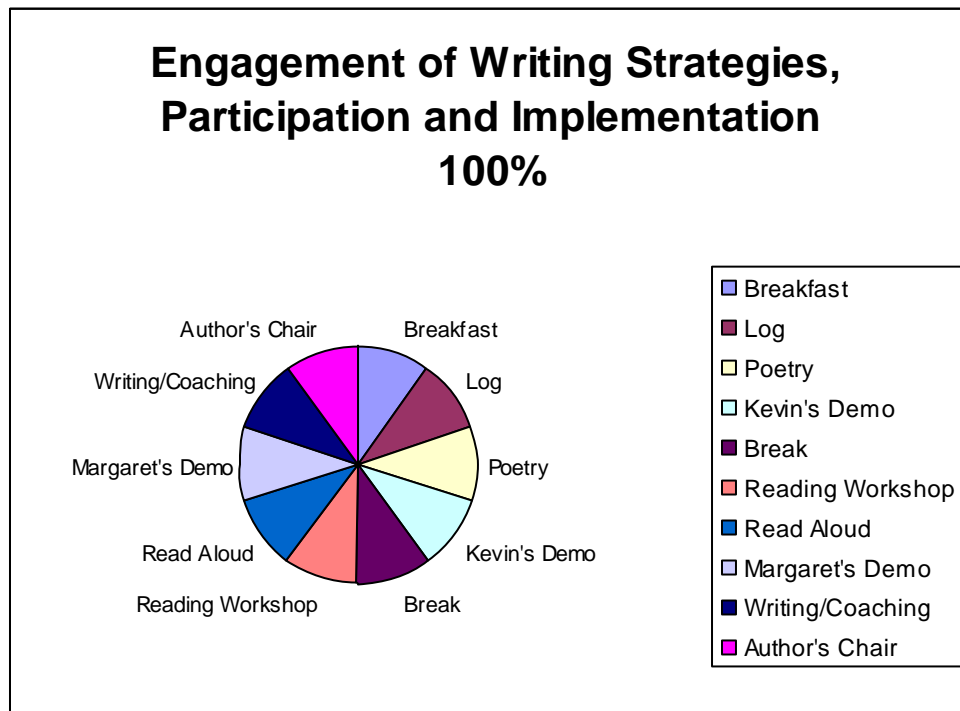 Engagement of Writing Strategies,
Participation and Implementation
100%
Author's Chair
Breakfast
Writing/Coaching
Log
Margaret's Demo
Poetry
Read Aloud
Kevin's Demo
Reading Workshop
Break
Breakfast
Log
Poetry
Kevin's Demo
Break
Reading Workshop
Read Aloud
Margaret's Demo
Writing/Coaching
Author's Chair